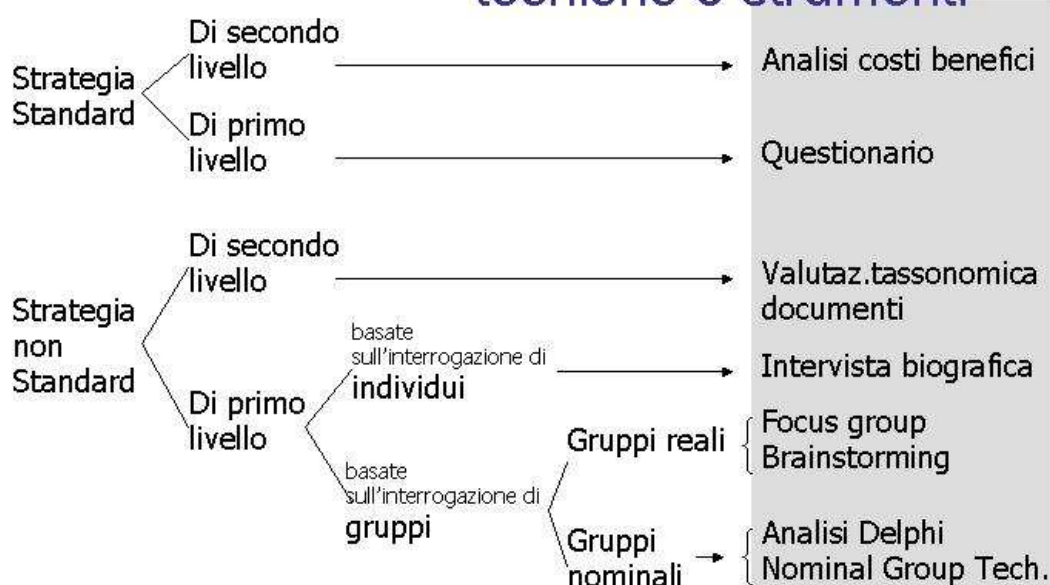 tecniche e strumenti
Di secondo
livello
Analisi costi benefici
Strategia
Standard
Di primo
livello
Questionario
Di secondo
livello
Valutaz.tassonomica
documenti
Strategia
non
Standard
basate
sull'interrogazione di
individui
Intervista biografica
Di primo
livello
Gruppi reali
Focus group
Brainstorming
basate
sull'interrogazione di
gruppi
Gruppi
nominali
Analisi Delphi
Nominal Group Tech.